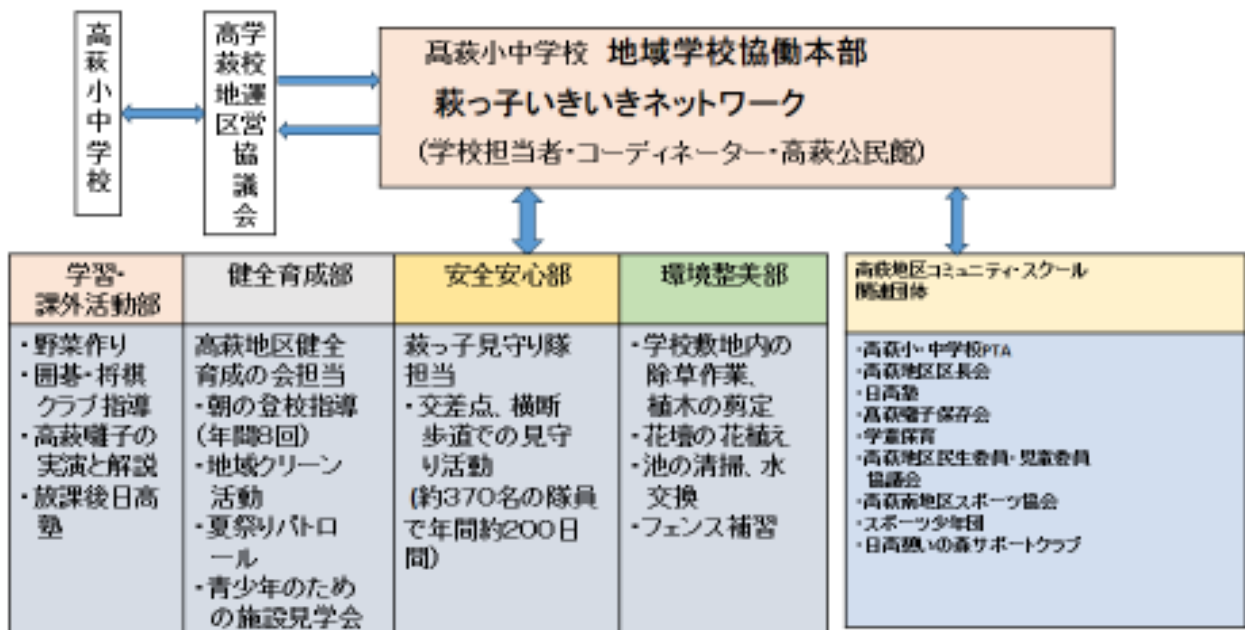 高萩小中学校
高萩地区
学校運営協議会
高萩小中学校 地域学校協働本部
萩っ子いきいきネットワーク
(学校担当者・コーディネーター・高萩公民館)
学習・
課外活動部
・野菜作り
・囲碁・将棋
クラブ指導
・高萩囃子の
実演と解説
・放課後日高
塾
健全育成部
高萩地区健全
育成の会担当
・朝の登校指導
(年間8回)
・地域クリーン
活動
・夏祭りパトロ
ール
・青少年のため
の施設見学会
安全安心部
萩っ子見守り隊
担当
・交差点、横断
歩道での見守
り活動
(約370名の隊員
で年間約200日
間)
環境整美部
・学校敷地内の
除草作業、
植木の剪定
・花壇の花植え
・池の清掃、水
交換
・フェンス補習
高萩地区コミュニティ・スクール
関連団体
・高萩小・中学校PTA
・高萩地区区長会
・日高塾
・高萩囃子保存会
・学童保育
・高萩地区民生委員・児童委員
協議会
・高萩南地区スポーツ協会
・スポーツ少年団
・日高憩いの森サポートクラブ